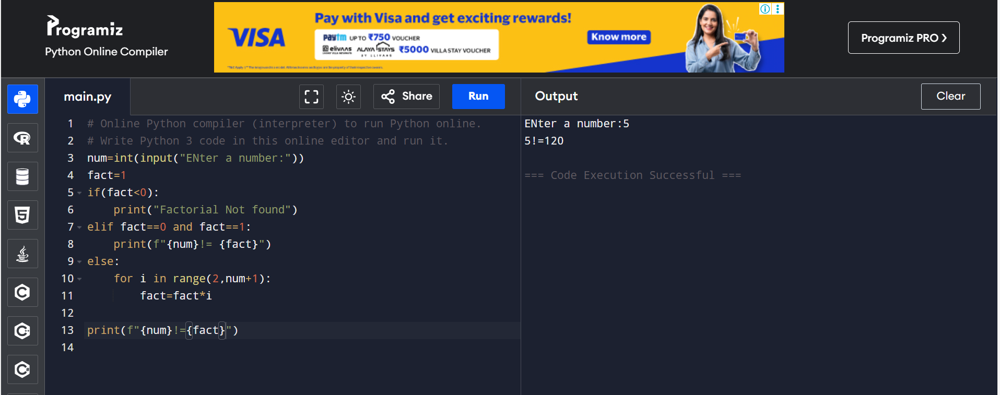 Programiz
Python Online Compiler
VISA
Pay with Visa and get exciting rewards!
paytm UP TO ₹750 VOUCHER
elivaas ALAYA STAYS ₹5000 VILLA STAY VOUCHER
BY ELIVAAS
Know more
Programiz PRO ❯
main.py
Share
Run
Output
Clear
1 # Online Python compiler (interpreter) to run Python online.
2 # Write Python 3 code in this online editor and run it.
3 num=int(input("ENter a number:"))
4 fact=1
5 if(fact<0):
6     print("Factorial Not found")
7 elif fact==0 and fact==1:
8     print(f"{num}!= {fact}")
9 else:
10     for i in range(2,num+1):
11         fact=fact*i
12
13 print(f"{num}!={fact}")
14
ENter a number:5
5!=120
=== Code Execution Successful ===
R
5
C
C
C#